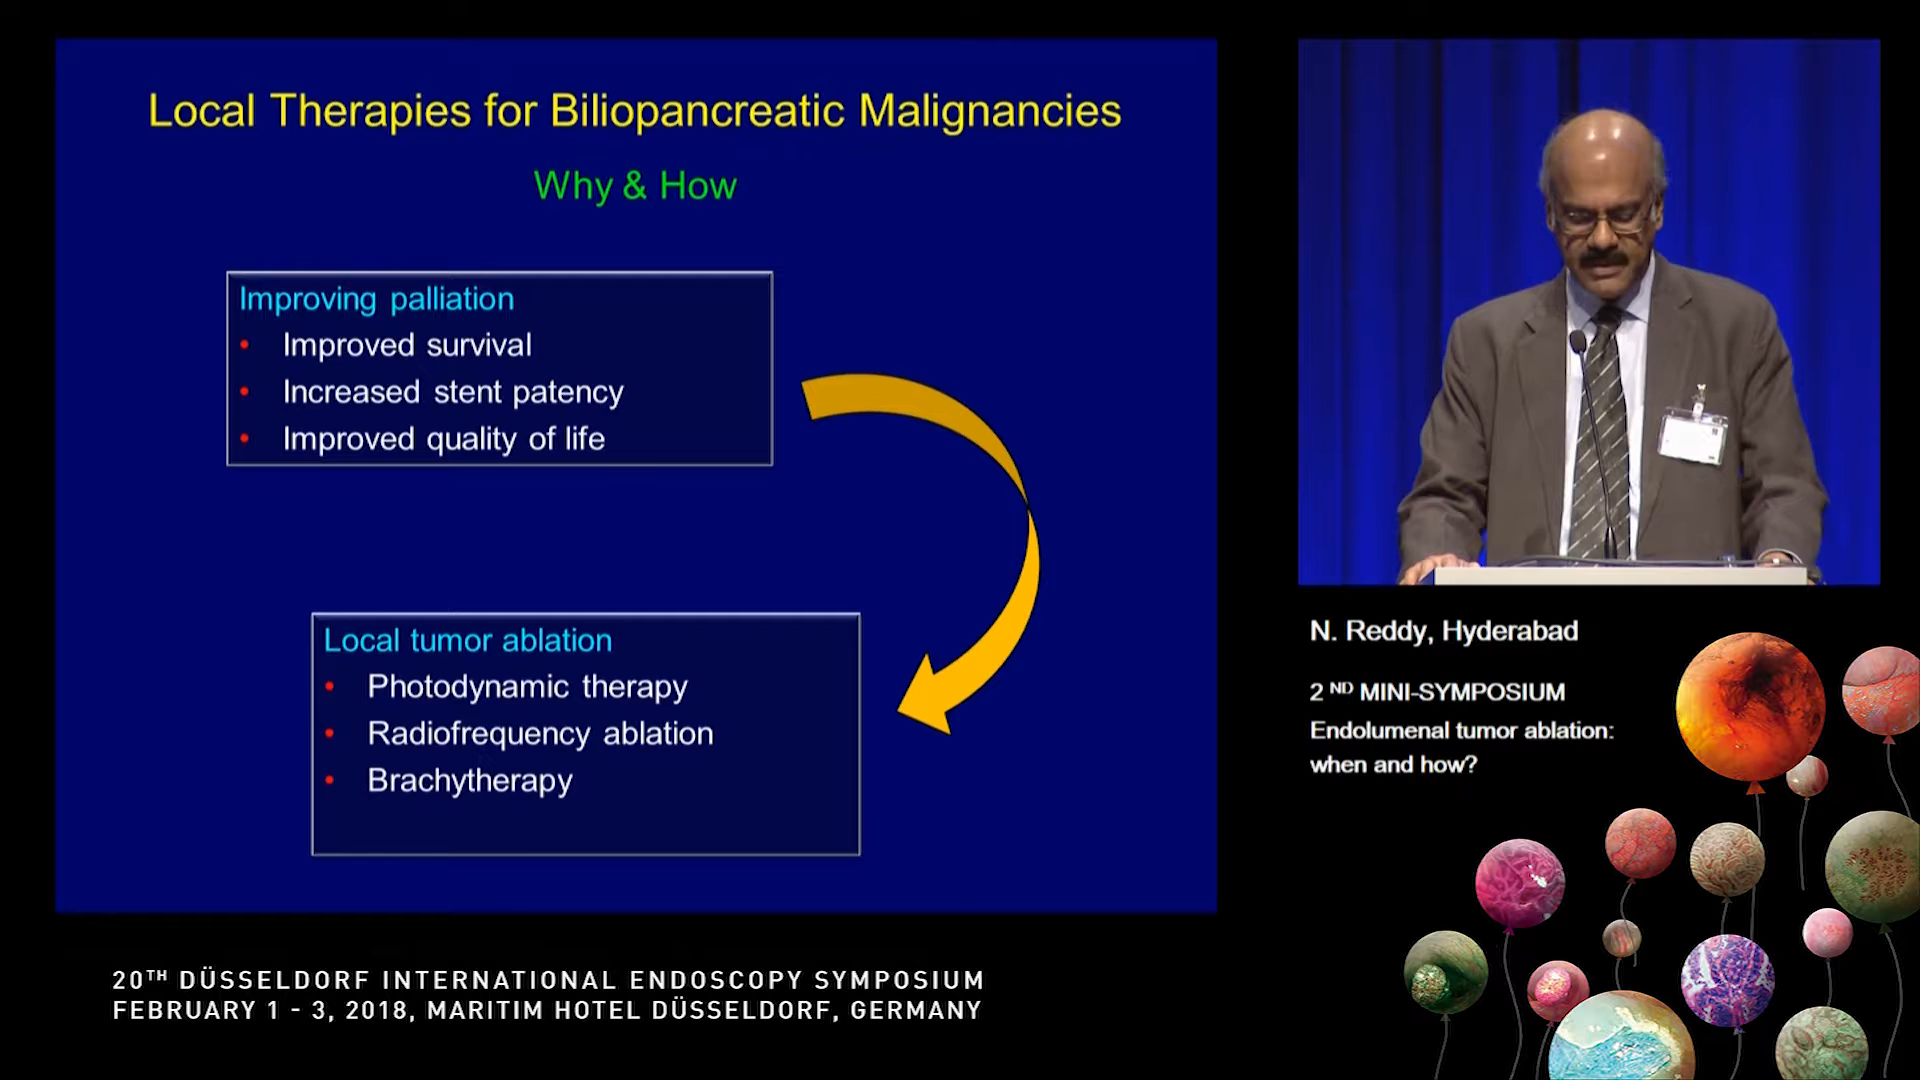 Local Therapies for Biliopancreatic Malignancies
Why & How
Improving palliation
• Improved survival
• Increased stent patency
• Improved quality of life
Local tumor ablation
• Photodynamic therapy
• Radiofrequency ablation
• Brachytherapy
N. Reddy, Hyderabad
2 ND MINI-SYMPOSIUM
Endolumenal tumor ablation:
when and how?
20TH DÜSSELDORF INTERNATIONAL ENDOSCOPY SYMPOSIUM
FEBRUARY 1 - 3, 2018, MARITIM HOTEL DÜSSELDORF, GERMANY